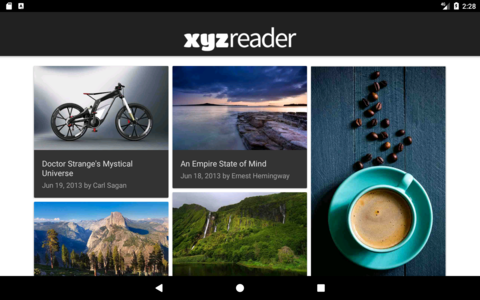 2:28
xyzreader
Doctor Strange's Mystical
Universe
Jun 19, 2013 by Carl Sagan
An Empire State of Mind
Jun 18, 2013 by Ernest Hemingway